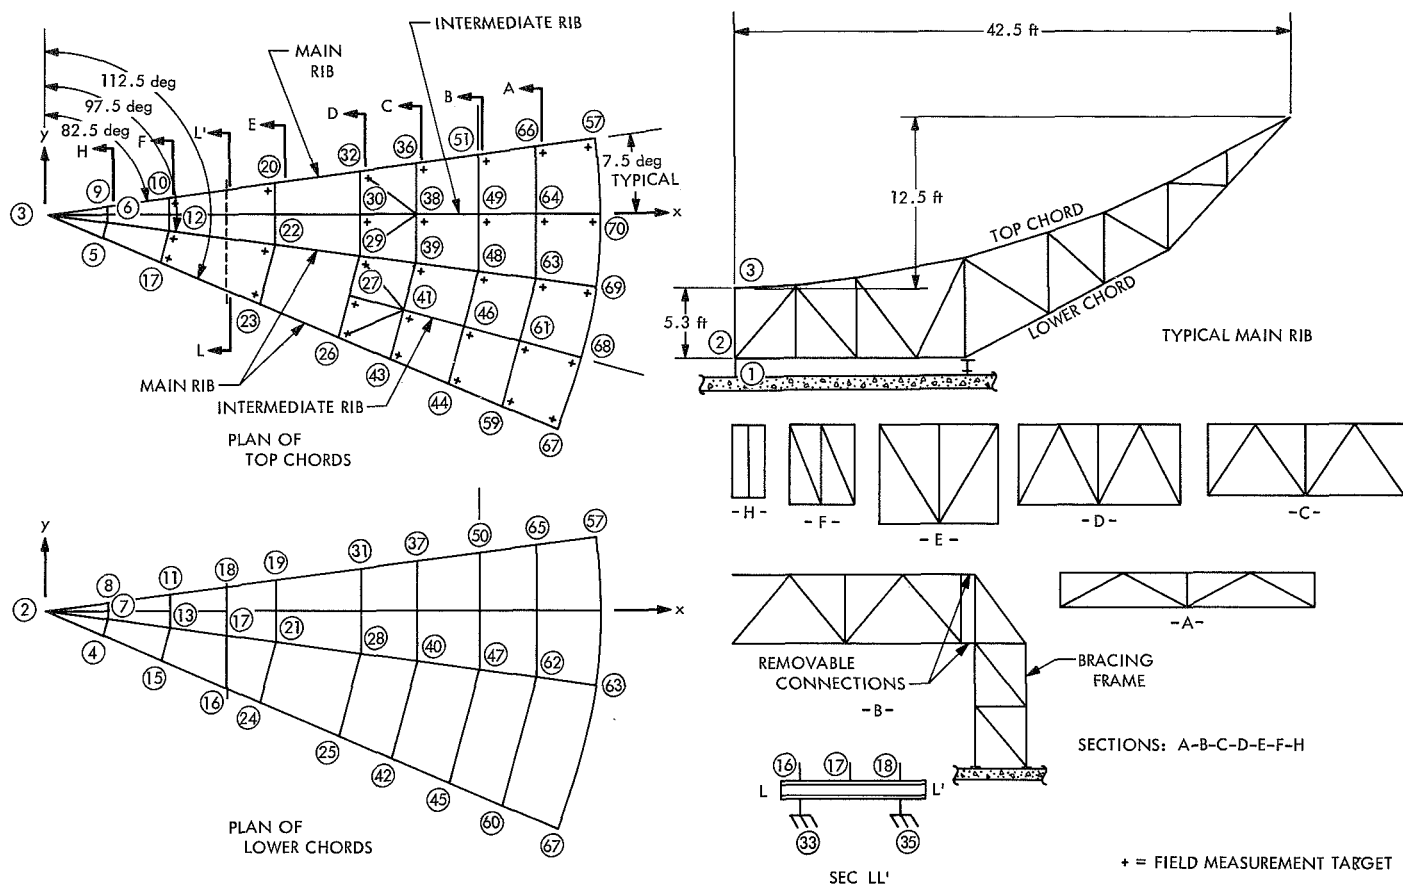 INTERMEDIATE RIB
MAIN
RIB
112.5 deg
97.5 deg
82.5 deg
y
H
F
L'
E
D
C
B
A
7.5 deg
TYPICAL
x
3
9
6
10
12
20
22
32
30
29
36
38
39
51
49
48
66
64
63
57
70
69
5
17
23
27
26
41
43
46
44
61
59
68
67
L
MAIN RIB
INTERMEDIATE RIB
PLAN OF
TOP CHORDS
42.5 ft
12.5 ft
5.3 ft
3
2
1
TOP CHORD
LOWER CHORD
TYPICAL MAIN RIB
-H-
-F-
-E-
-D-
-C-
y
x
2
8
7
11
13
18
17
19
21
31
28
37
40
50
47
65
62
57
63
4
15
16
24
25
42
45
60
67
PLAN OF
LOWER CHORDS
REMOVABLE
CONNECTIONS
-B-
BRACING
FRAME
-A-
SECTIONS: A-B-C-D-E-F-H
16
17
18
L
L'
33
35
SEC LL'
+ = FIELD MEASUREMENT TARGET